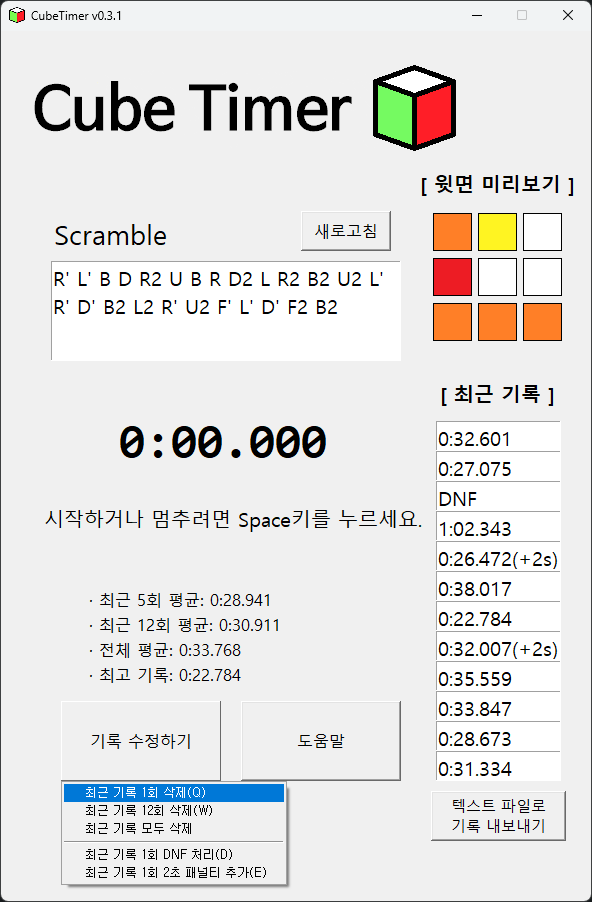 CubeTimer v0.3.1
Cube Timer
[ 윗면 미리보기 ]
Scramble
새로고침
R' L' B D R2 U B R D2 L R2 B2 U2 L'
R' D' B2 L2 R' U2 F' L' D' F2 B2
[ 최근 기록 ]
0:00.000
시작하거나 멈추려면 Space키를 누르세요.
0:32.601
0:27.075
DNF
1:02.343
0:26.472(+2s)
0:38.017
0:22.784
0:32.007(+2s)
0:35.559
0:33.847
0:28.673
0:31.334
· 최근 5회 평균: 0:28.941
· 최근 12회 평균: 0:30.911
· 전체 평균: 0:33.768
· 최고 기록: 0:22.784
기록 수정하기
도움말
최근 기록 1회 삭제(Q)
최근 기록 12회 삭제(W)
최근 기록 모두 삭제
최근 기록 1회 DNF 처리(D)
최근 기록 1회 2초 패널티 추가(E)
텍스트 파일로
기록 내보내기